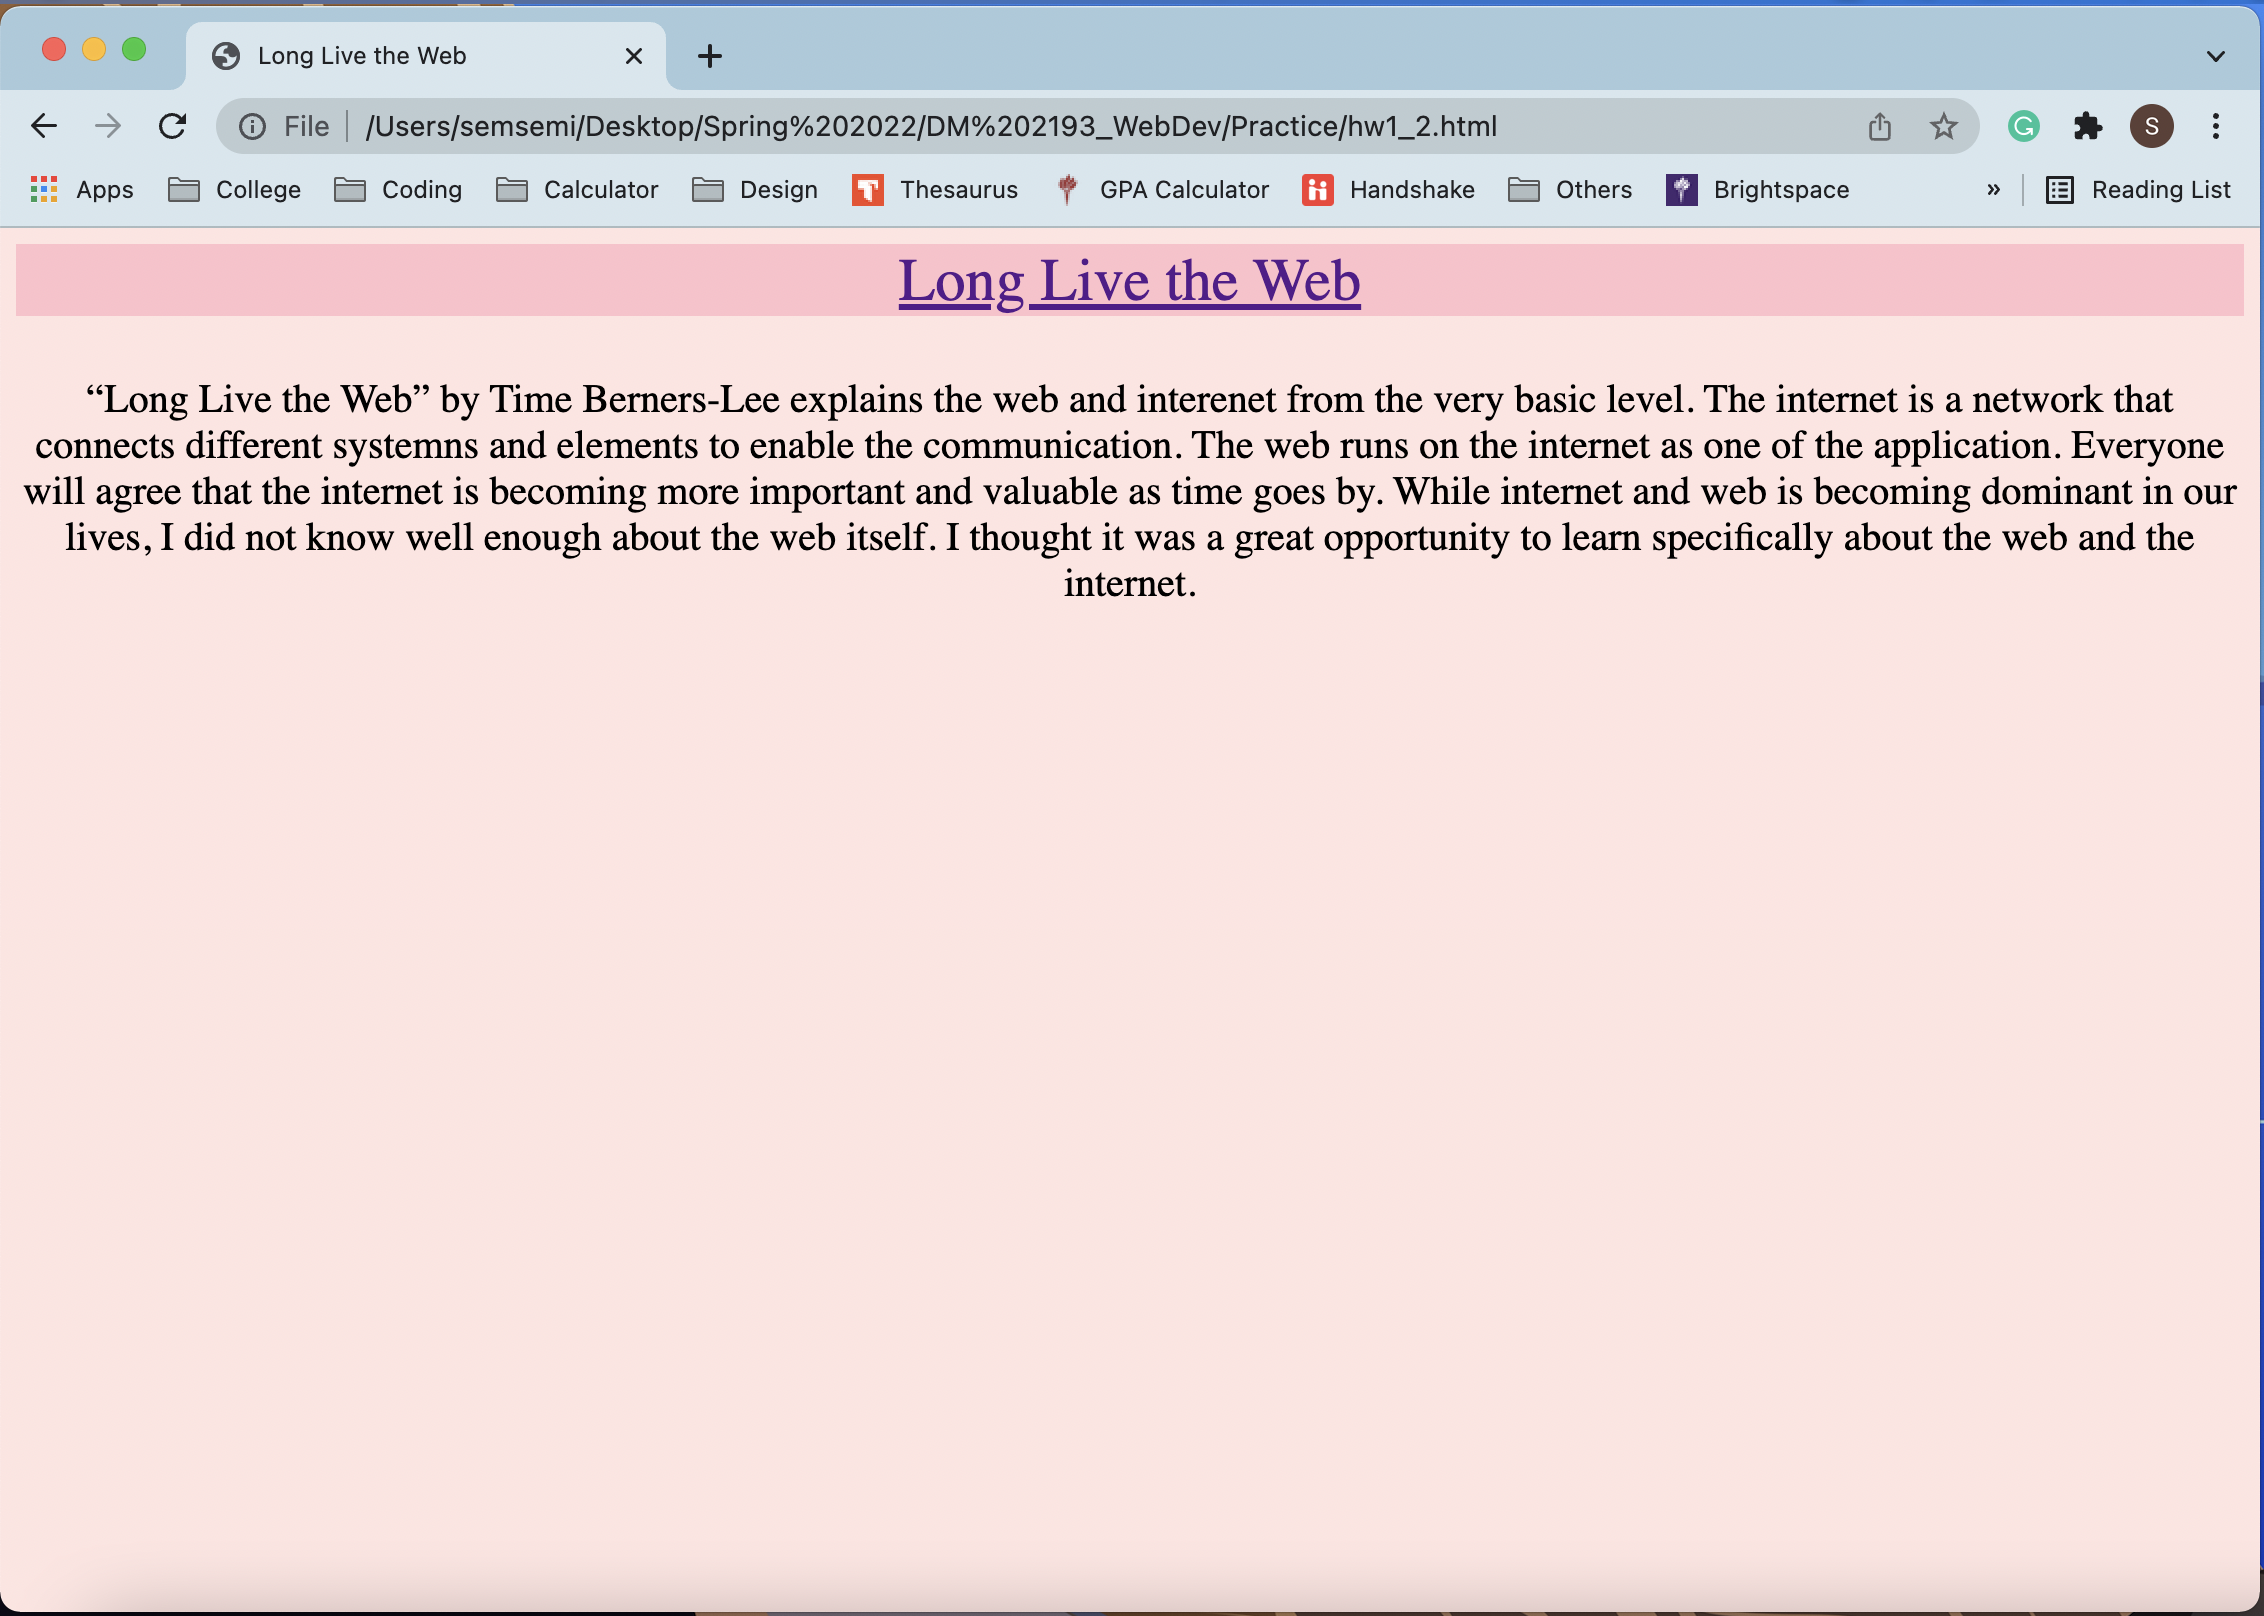 Long Live the Web
File /Users/semsemi/Desktop/Spring%202022/DM%202193_WebDev/Practice/hw1_2.html S
Apps College Coding Calculator Design Thesaurus GPA Calculator Handshake Others Brightspace » Reading List
Long Live the Web
“Long Live the Web” by Time Berners-Lee explains the web and interenet from the very basic level. The internet is a network that
connects different systemns and elements to enable the communication. The web runs on the internet as one of the application. Everyone
will agree that the internet is becoming more important and valuable as time goes by. While internet and web is becoming dominant in our
lives, I did not know well enough about the web itself. I thought it was a great opportunity to learn specifically about the web and the
internet.